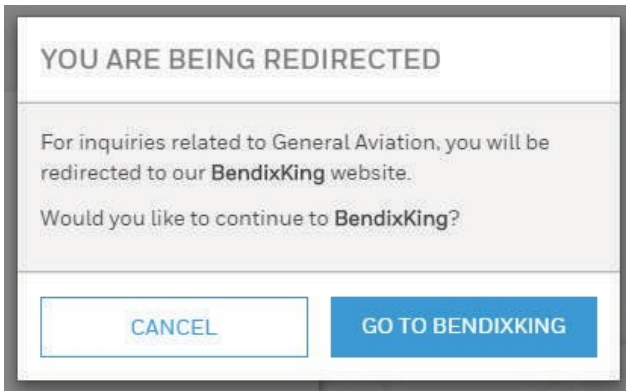 YOU ARE BEING REDIRECTED
For inquiries related to General Aviation, you will be
redirected to our BendixKing website.
Would you like to continue to BendixKing?
CANCEL
GO TO BENDIXKING